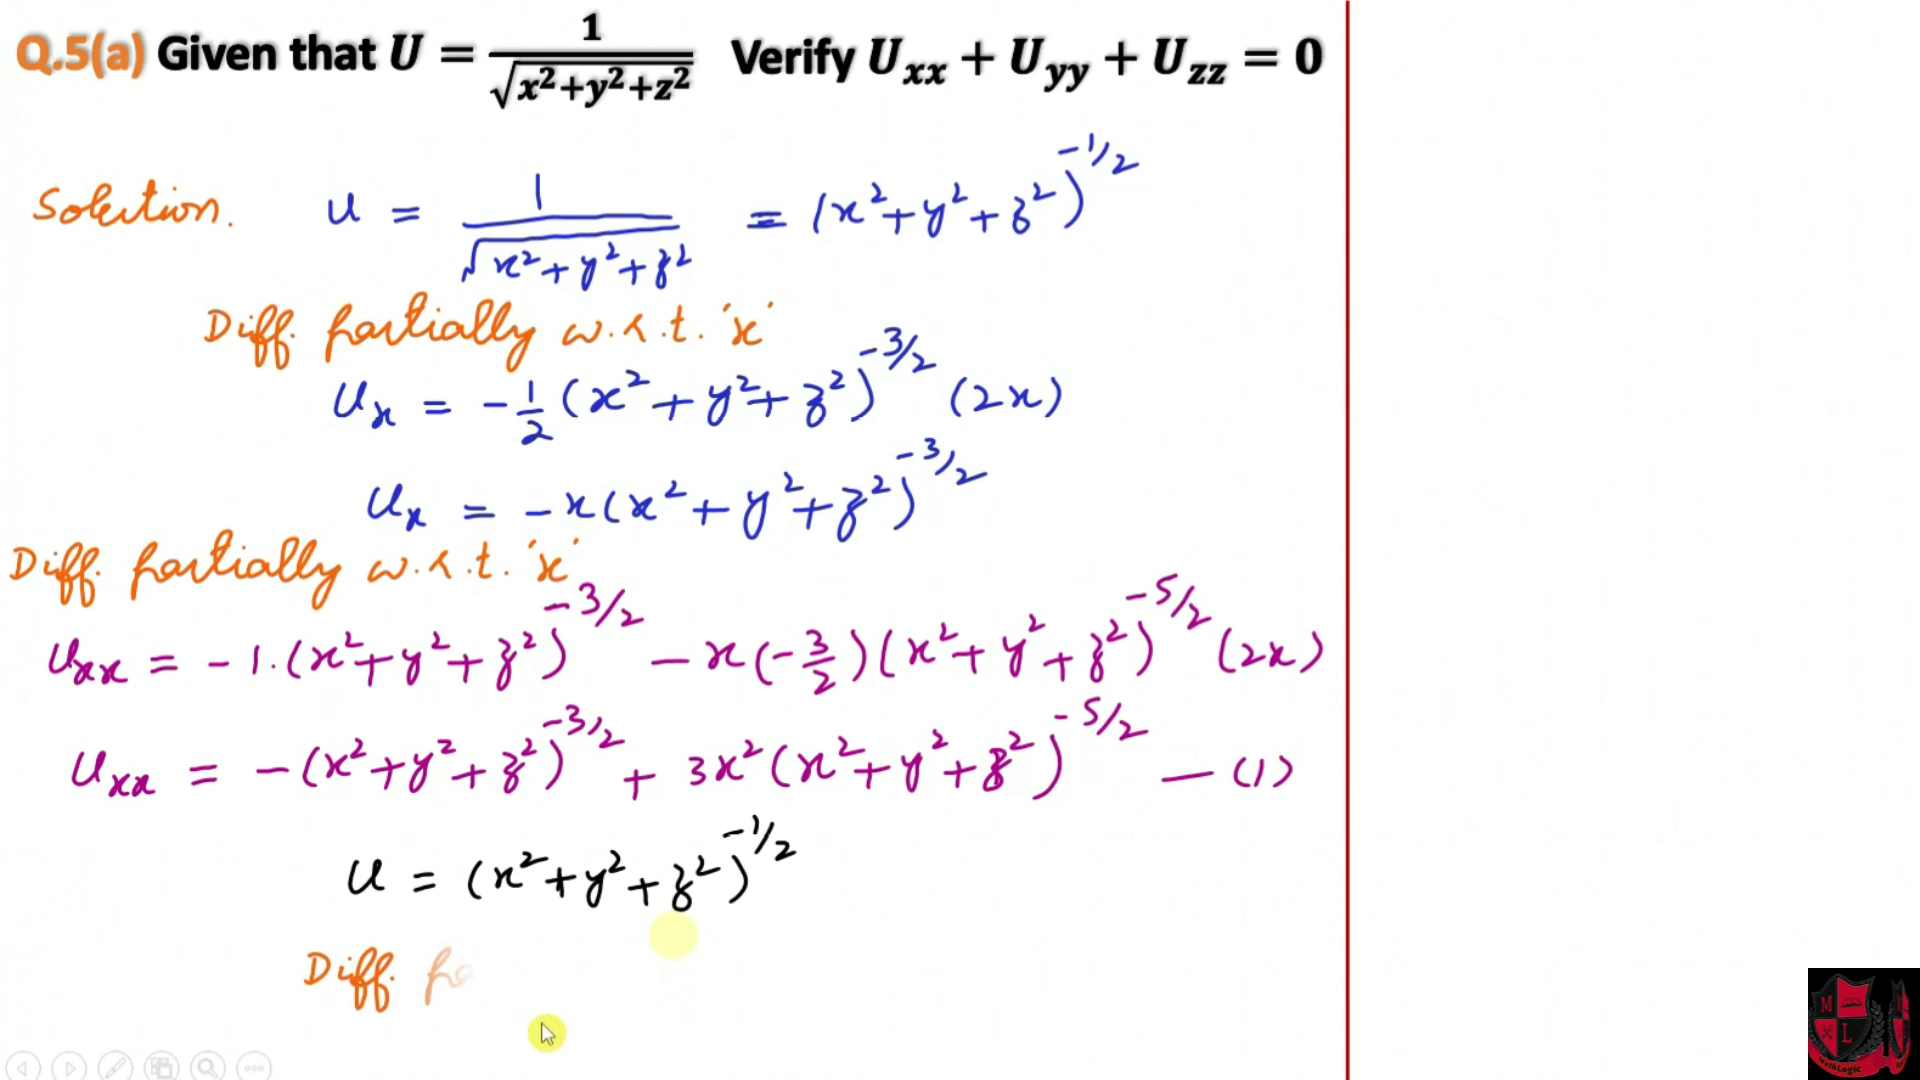 Q.5(a) Given that U = 1/√(x²+y²+z²) Verify Uxx + Uyy + Uzz = 0
Solution. u = 1/√(x²+y²+z²) = (x²+y²+z²)^(-1/2)
Diff. partially w.r.t. 'x'
ux = -1/2 (x²+y²+z²)^(-3/2) (2x)
ux = -x(x²+y²+z²)^(-3/2)
Diff. partially w.r.t. 'x'
uxx = -1.(x²+y²+z²)^(-3/2) - x(-3/2)(x²+y²+z²)^(-5/2) (2x)
uxx = -(x²+y²+z²)^(-3/2) + 3x²(x²+y²+z²)^(-5/2) — (1)
u = (x²+y²+z²)^(-1/2)
Diff.
M
L